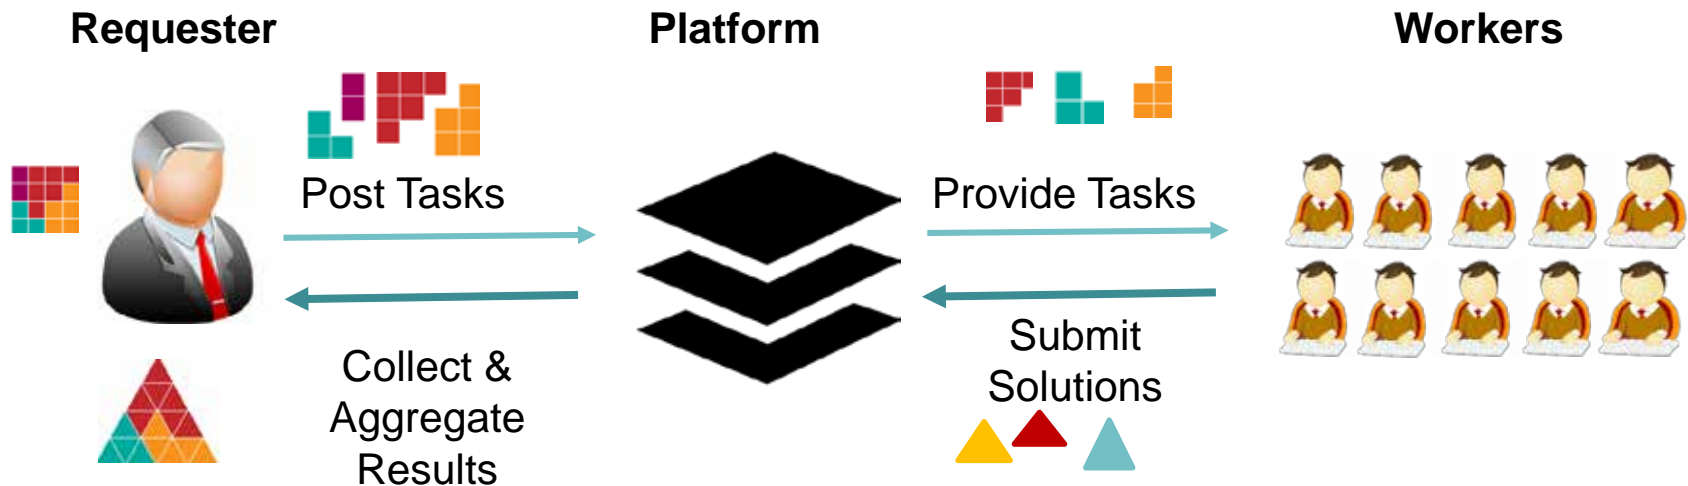 Requester
Platform
Workers
Post Tasks
Provide Tasks
Collect &
Aggregate
Results
Submit
Solutions